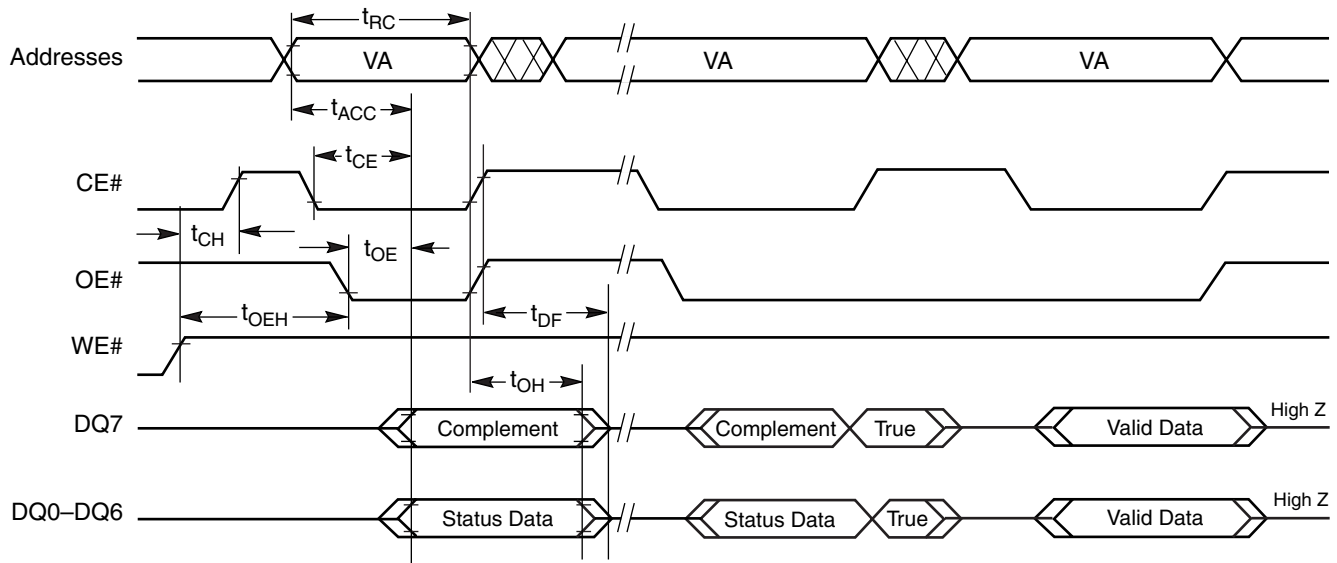 tRC
Addresses VA VA VA
tACC
tCE
CE#
tCH tOE
OE#
tOEH tDF
WE#
tOH
DQ7 Complement Complement True Valid Data High Z
DQ0–DQ6 Status Data Status Data True Valid Data High Z